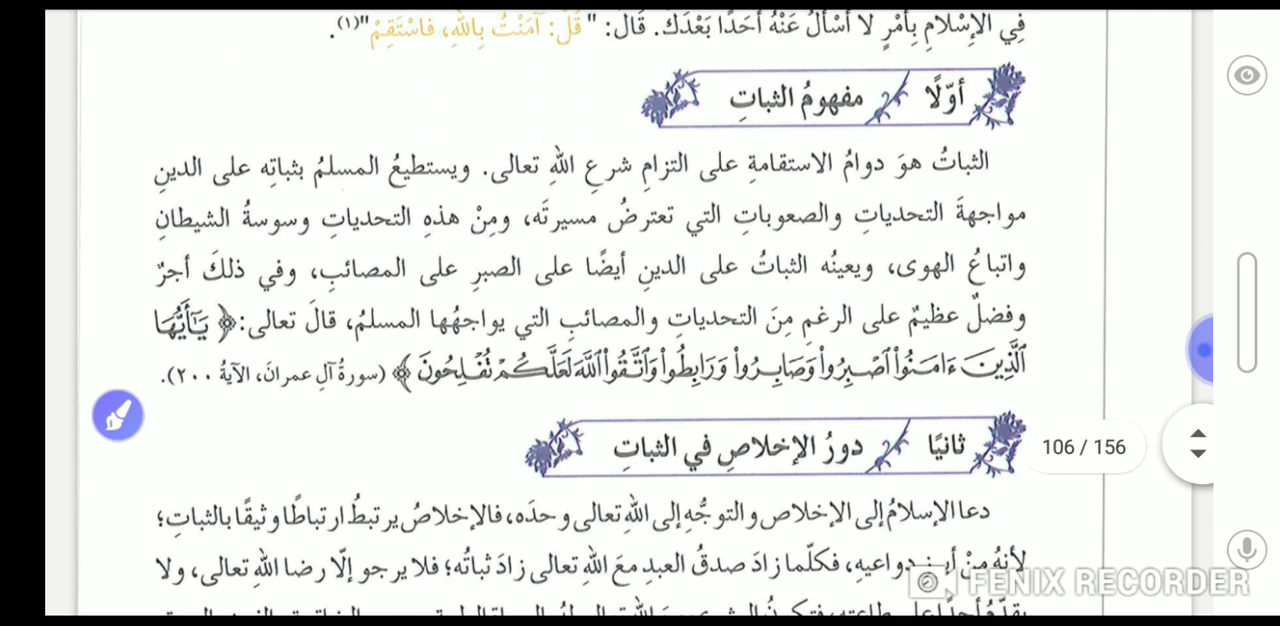 فِي الإِسْلَامِ بِأَمْرٍ لَا أَسْأَلُ عَنْهُ أَحَدًا بَعْدَكَ. قَالَ: "قُلْ: آمَنْتُ بِاللهِ، فَاسْتَقِمْ"(١).
أوّلًا مفهومُ الثباتِ
الثباتُ هوَ دوامُ الاستقامةِ على التزامِ شرعِ اللهِ تعالى. ويستطيعُ المسلمُ بثباتِه على الدينِ
مواجهةَ التحدياتِ والصعوباتِ التي تعترضُ مسيرتَه، ومِنْ هذهِ التحدياتِ وسوسةُ الشيطانِ
واتباعُ الهوى، ويعينُه الثباتُ على الدينِ أيضًا على الصبرِ على المصائبِ، وفي ذلكَ أجرٌ
وفضلٌ عظيمٌ على الرغمِ مِنَ التحدياتِ والمصائبِ التي يواجهُها المسلمُ، قالَ تعالى: ﴿ يَٰٓأَيُّهَا
ٱلَّذِينَ ءَامَنُواْ ٱصۡبِرُواْ وَصَابِرُواْ وَرَابِطُواْ وَٱتَّقُواْ ٱللَّهَ لَعَلَّكُمۡ تُفۡلِحُونَ ﴾ (سورةُ آلِ عمرانَ، الآيةُ ٢٠٠).
ثانيًا دورُ الإخلاصِ في الثباتِ
106 / 156
دعا الإسلامُ إلى الإخلاصِ والتوجُّهِ إلى اللهِ تعالى وحدَه، فالإخلاصُ يرتبطُ ارتباطًا وثيقًا بالثباتِ؛
لأنهُ مِنْ دواعيهِ، فكلّما زادَ صدقُ العبدِ معَ اللهِ تعالى زادَ ثباتُه؛ فلا يرجو إلّا رضا اللهِ تعالى، ولا
FENIX RECORDER